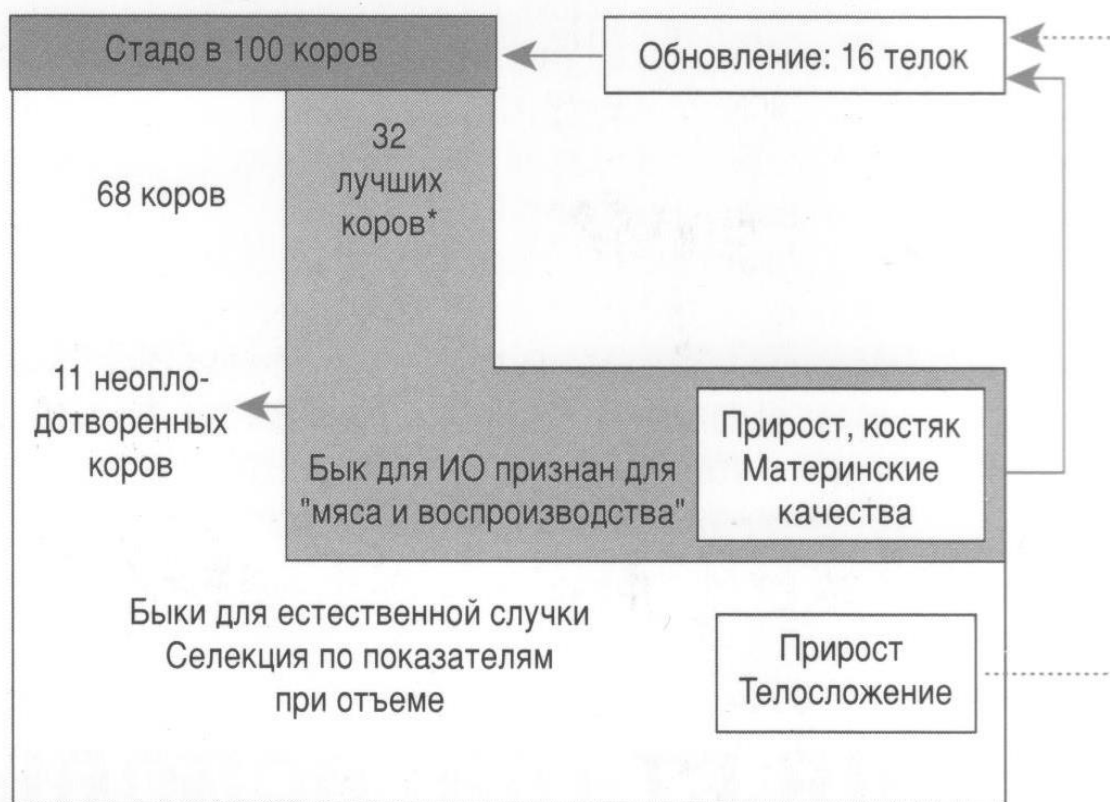 Стадо в 100 коров
Обновление: 16 телок
32
лучших
коров*
68 коров
11 неопло-
дотворенных
коров
Прирост, костяк
Материнские
качества
Бык для ИО признан для
"мяса и воспроизводства"
Быки для естественной случки
Селекция по показателям
при отъеме
Прирост
Телосложение